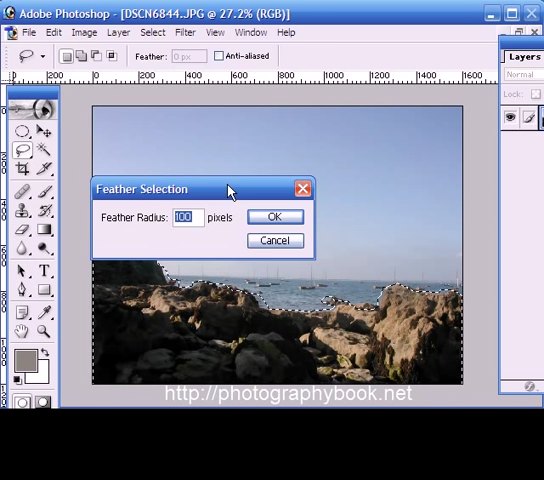 Adobe Photoshop - [DSCN6844.JPG @ 27.2% (RGB)]
File Edit Image Layer Select Filter View Window Help
Feather: 0 px Anti-aliased
200 0 200 400 600 800 1000 1200 1400 1600
Layers
Normal
Lock:
Feather Selection
Feather Radius: 100 pixels OK
Cancel
http://photographybook.net